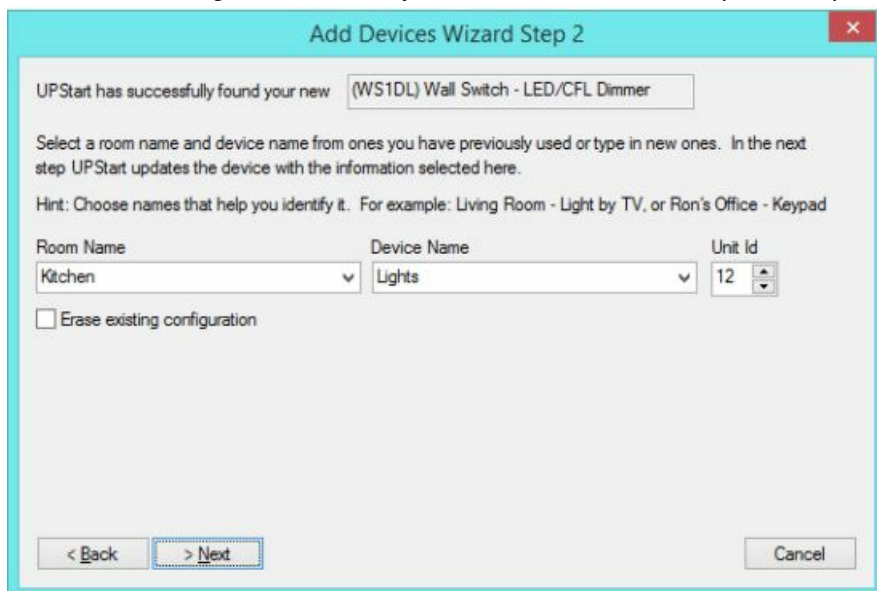 Add Devices Wizard Step 2
UPStart has successfully found your new (WS1DL) Wall Switch - LED/CFL Dimmer
Select a room name and device name from ones you have previously used or type in new ones. In the next
step UPStart updates the device with the information selected here.
Hint: Choose names that help you identify it. For example: Living Room - Light by TV, or Ron's Office - Keypad
Room Name Device Name Unit Id
Kitchen Lights 12
Erase existing configuration
< Back > Next Cancel